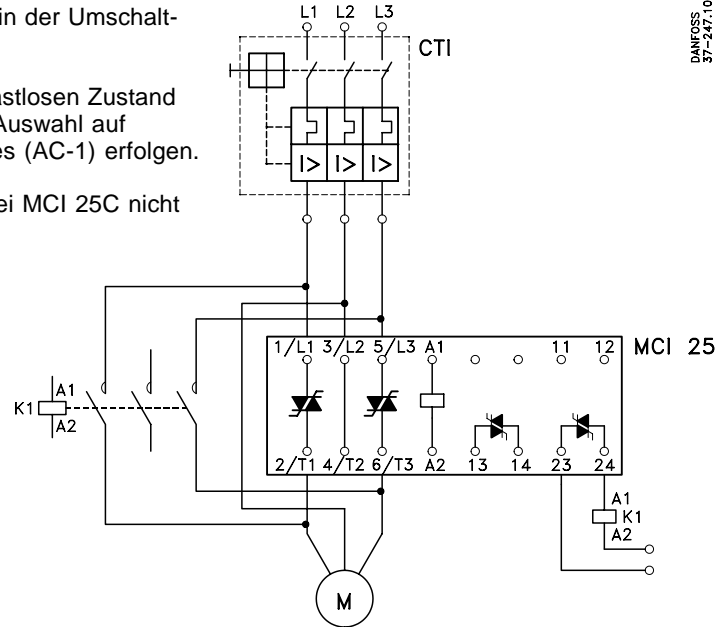 in der Umschalt-
astlosen Zustand
Auswahl auf
es (AC-1) erfolgen.
ei MCI 25C nicht
DANFOSS
37-247.10
L1 L2 L3
CTI
I> I> I>
1/L1 3/L2 5/L3 A1 11 12
MCI 25
K1 A1
A2
2/T1 4/T2 6/T3 A2 13 14 23 24
A1
K1
A2
M